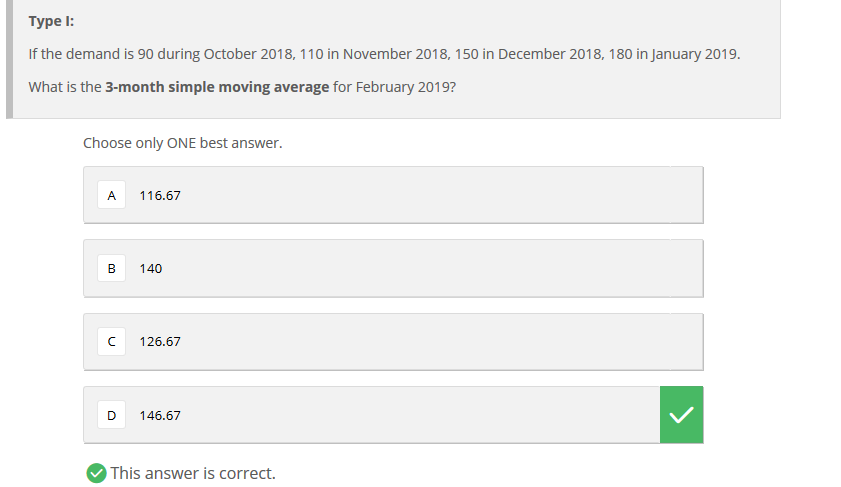 Type I:
If the demand is 90 during October 2018, 110 in November 2018, 150 in December 2018, 180 in January 2019.
What is the 3-month simple moving average for February 2019?
Choose only ONE best answer.
A 116.67
B 140
C 126.67
D 146.67
This answer is correct.